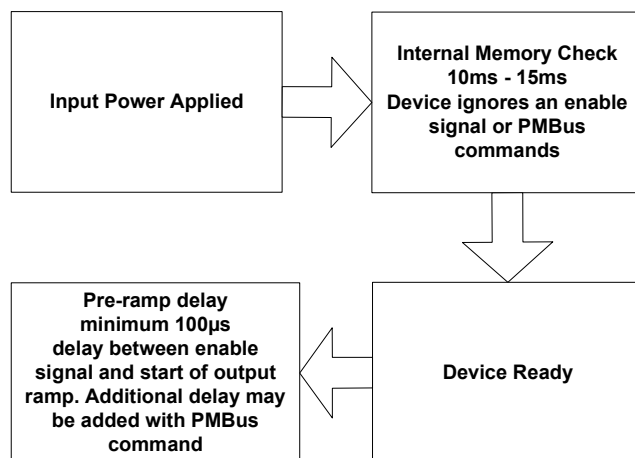 Input Power Applied
Internal Memory Check
10ms - 15ms
Device ignores an enable
signal or PMBus
commands
Device Ready
Pre-ramp delay
minimum 100µs
delay between enable
signal and start of output
ramp. Additional delay may
be added with PMBus
command